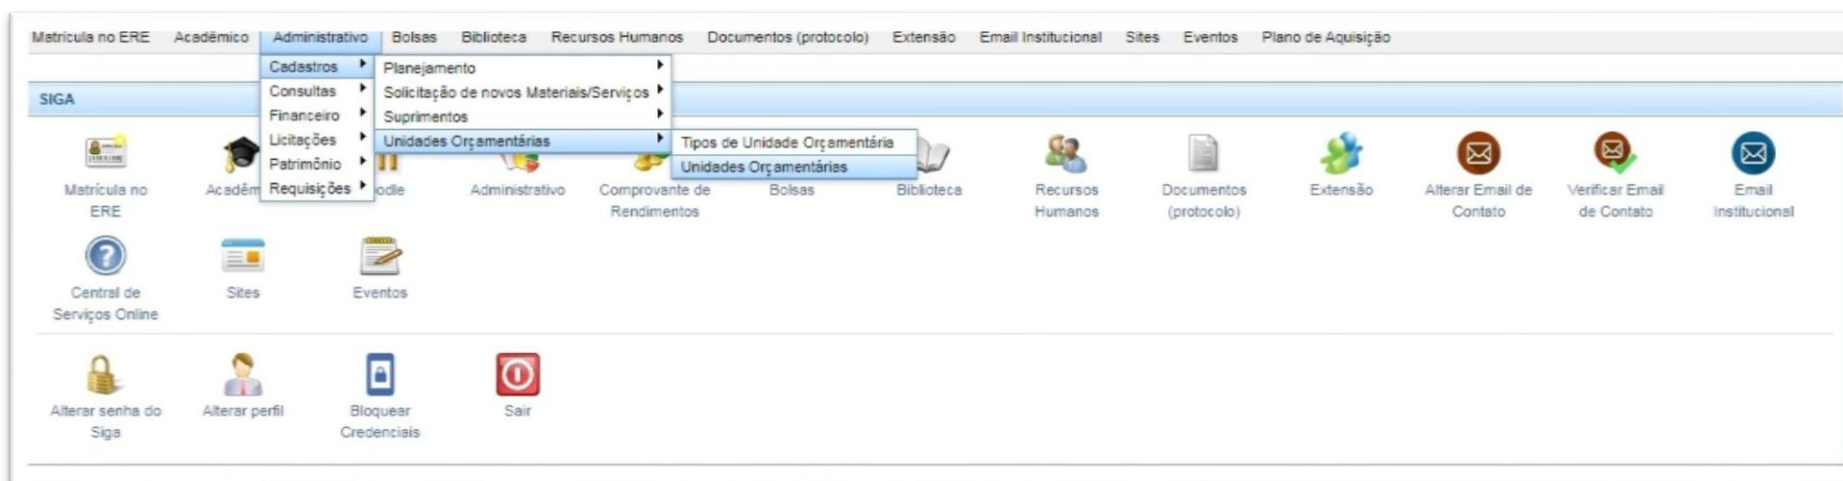 Matrícula no ERE Acadêmico Administrativo Bolsas Biblioteca Recursos Humanos Documentos (protocolo) Extensão Email Institucional Sites Eventos Plano de Aquisição
Cadastros Planejamento
SIGA Consultas Solicitação de novos Materiais/Serviços
Financeiro Suprimentos
Licitações Unidades Orçamentárias Tipos de Unidade Orçamentária
Patrimônio Unidades Orçamentárias
Requisições
Matrícula no Administrativo Comprovante de Bolsas Biblioteca Recursos Documentos Extensão Alterar Email de Verificar Email Email
ERE Rendimentos Humanos (protocolo) Contato de Contato Institucional
Central de Sites Eventos
Serviços Online
Alterar senha do Alterar perfil Bloquear Sair
Siga Credenciais